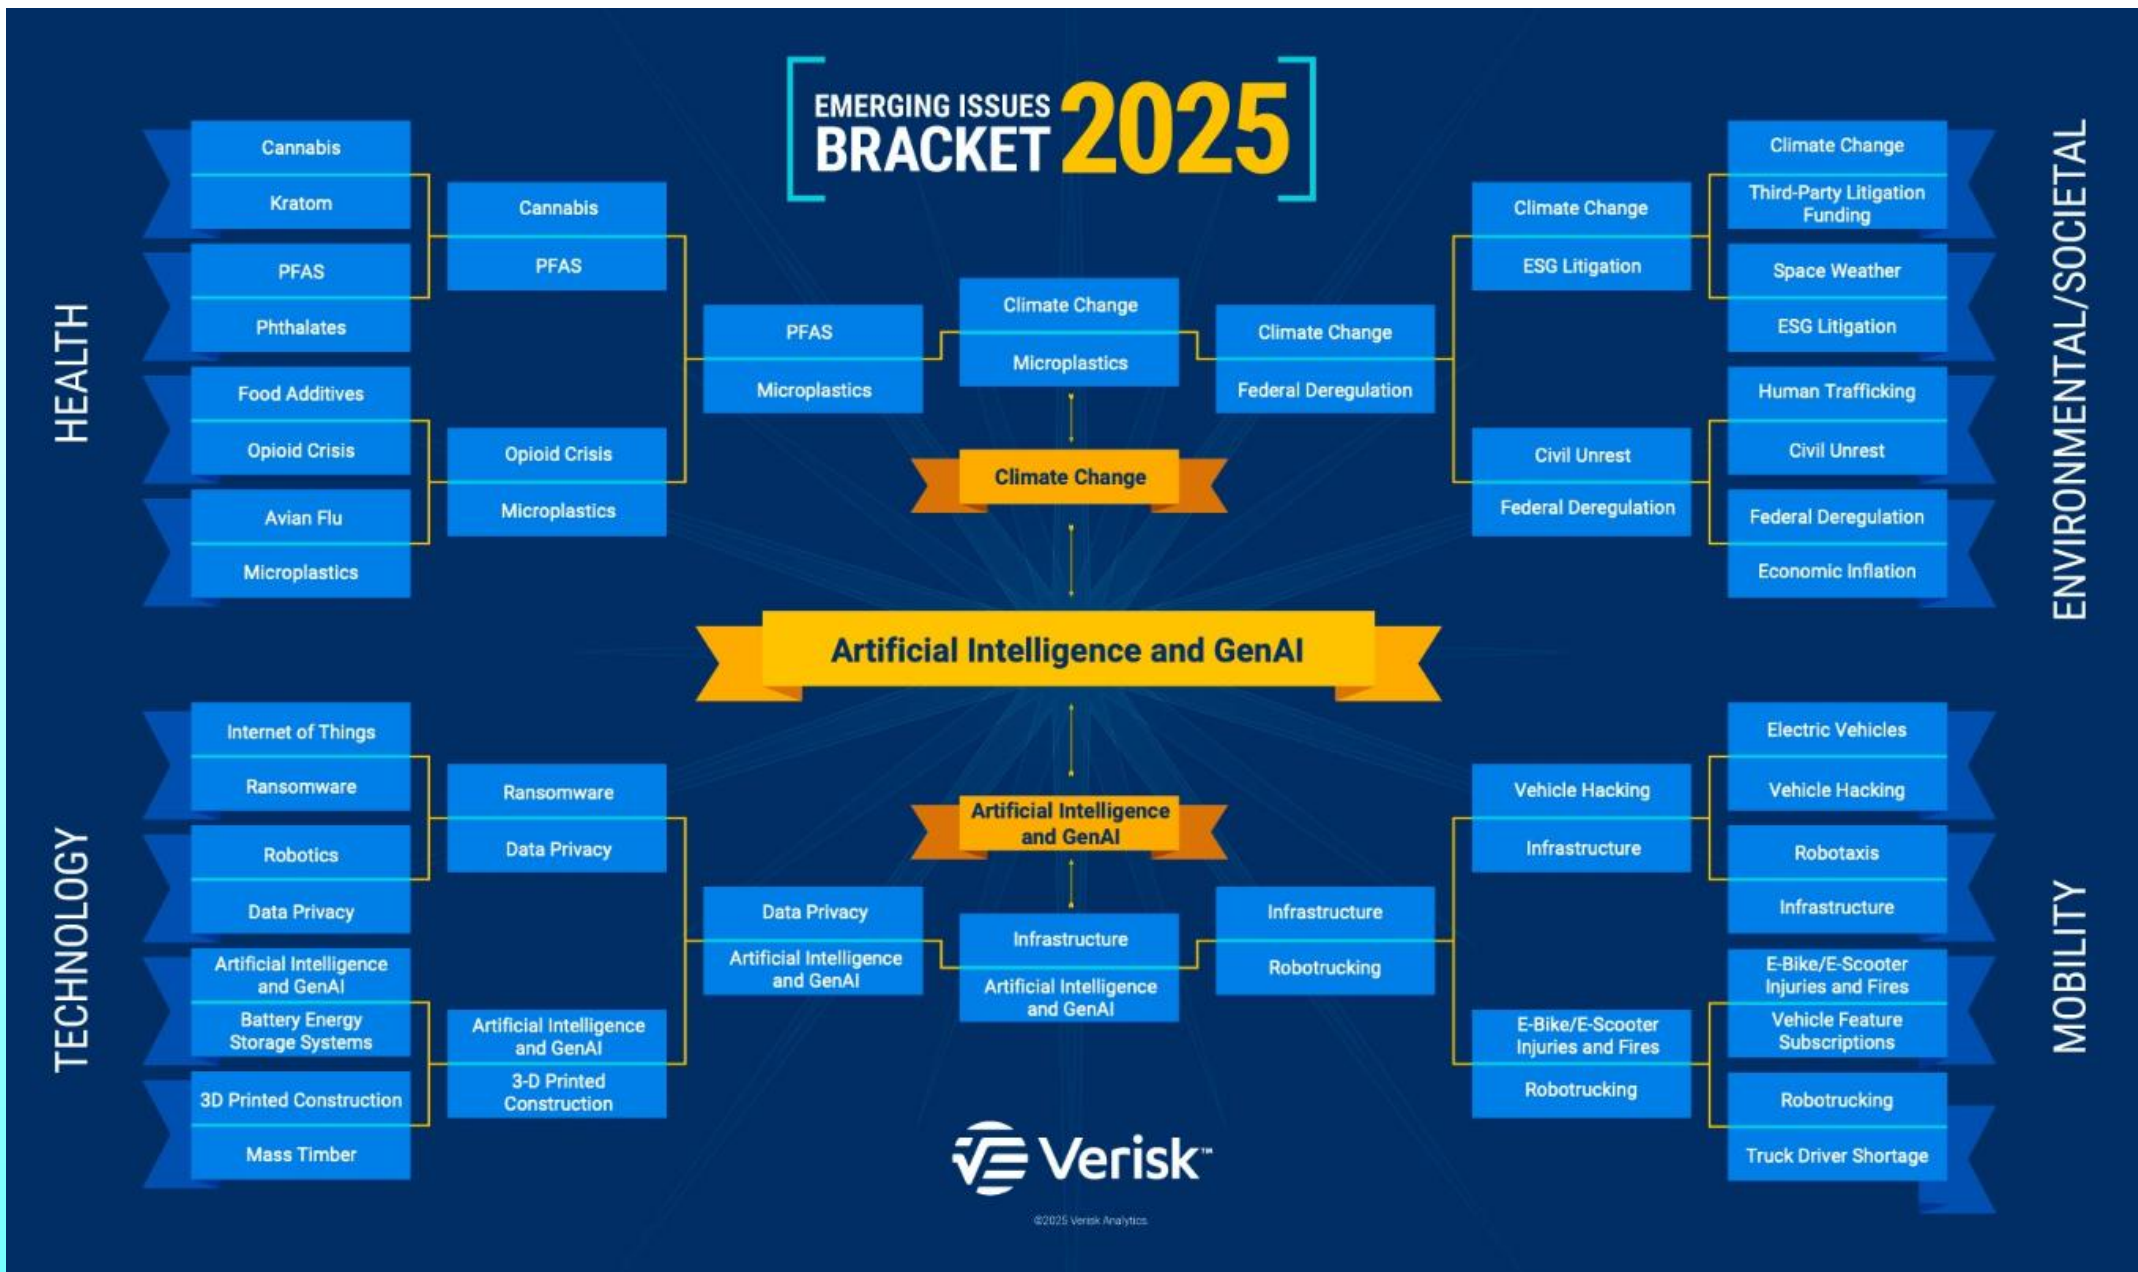 EMERGING ISSUES
BRACKET 2025
HEALTH
Cannabis
Kratom
PFAS
Phthalates
Food Additives
Opioid Crisis
Avian Flu
Microplastics
Cannabis
PFAS
Opioid Crisis
Microplastics
PFAS
Microplastics
Climate Change
Microplastics
Climate Change
Climate Change
Federal Deregulation
Climate Change
ESG Litigation
Civil Unrest
Federal Deregulation
Climate Change
Third-Party Litigation
Funding
Space Weather
ESG Litigation
Human Trafficking
Civil Unrest
Federal Deregulation
Economic Inflation
ENVIRONMENTAL/SOCIETAL
Artificial Intelligence and GenAI
TECHNOLOGY
Internet of Things
Ransomware
Robotics
Data Privacy
Artificial Intelligence
and GenAI
Battery Energy
Storage Systems
3D Printed Construction
Mass Timber
Ransomware
Data Privacy
Artificial Intelligence
and GenAI
3-D Printed
Construction
Data Privacy
Artificial Intelligence
and GenAI
Artificial Intelligence
and GenAI
Infrastructure
Artificial Intelligence
and GenAI
Infrastructure
Robotrucking
Vehicle Hacking
Infrastructure
E-Bike/E-Scooter
Injuries and Fires
Robotrucking
Electric Vehicles
Vehicle Hacking
Robotaxis
Infrastructure
E-Bike/E-Scooter
Injuries and Fires
Vehicle Feature
Subscriptions
Robotrucking
Truck Driver Shortage
MOBILITY
Verisk™
©2025 Verisk Analytics